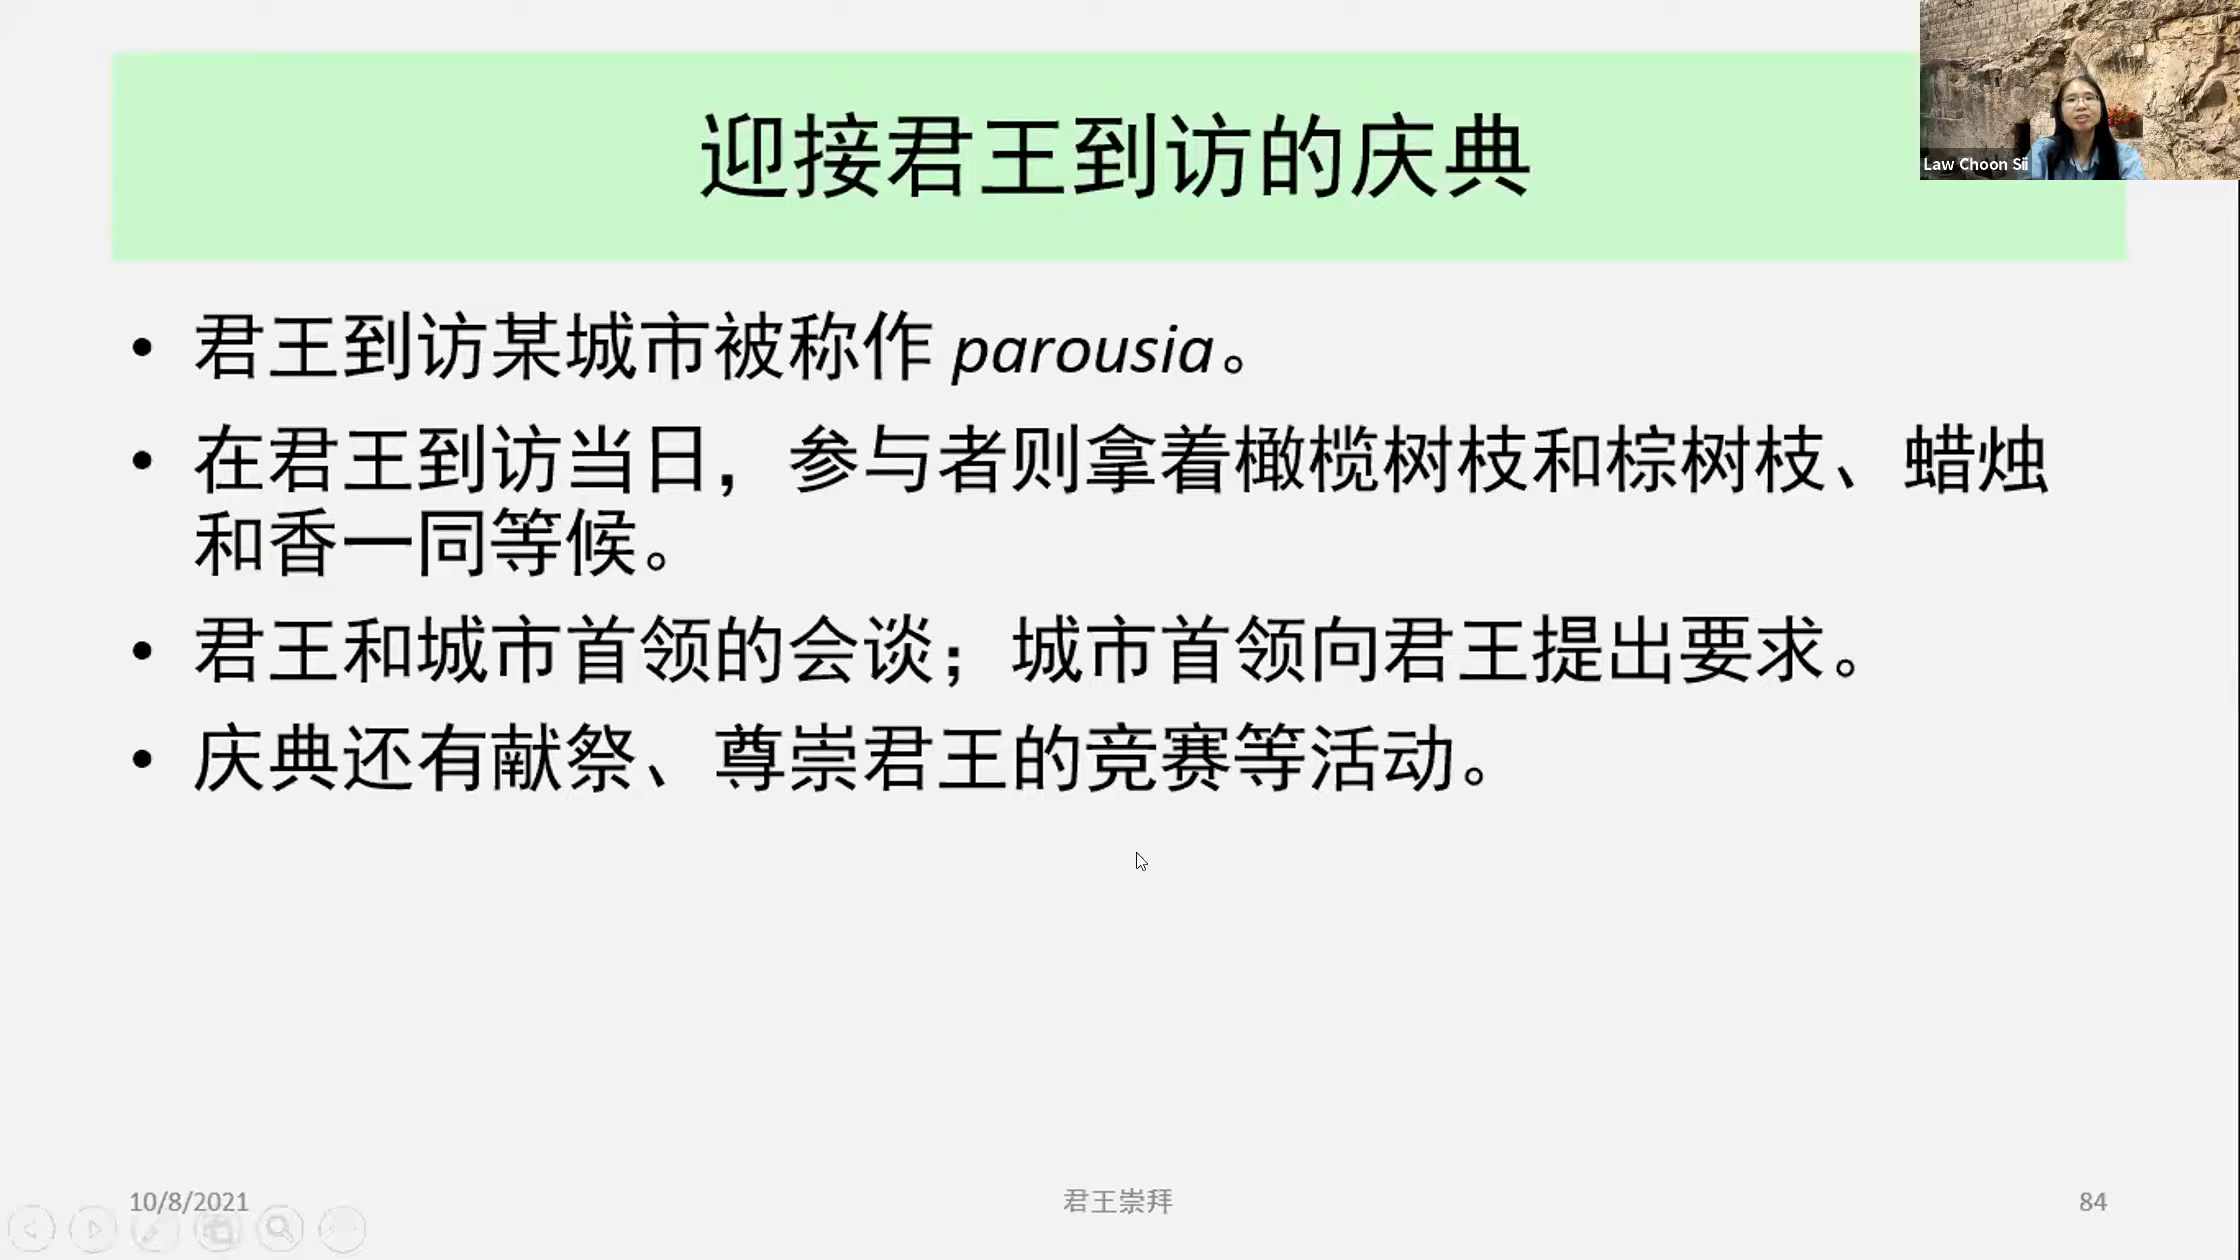 迎接君王到访的庆典
Law Choon Sii
• 君王到访某城市被称作 parousia。
• 在君王到访当日，参与者则拿着橄榄树枝和棕树枝、蜡烛
和香一同等候。
• 君王和城市首领的会谈；城市首领向君王提出要求。
• 庆典还有献祭、尊崇君王的竞赛等活动。
10/8/2021
君王崇拜
84